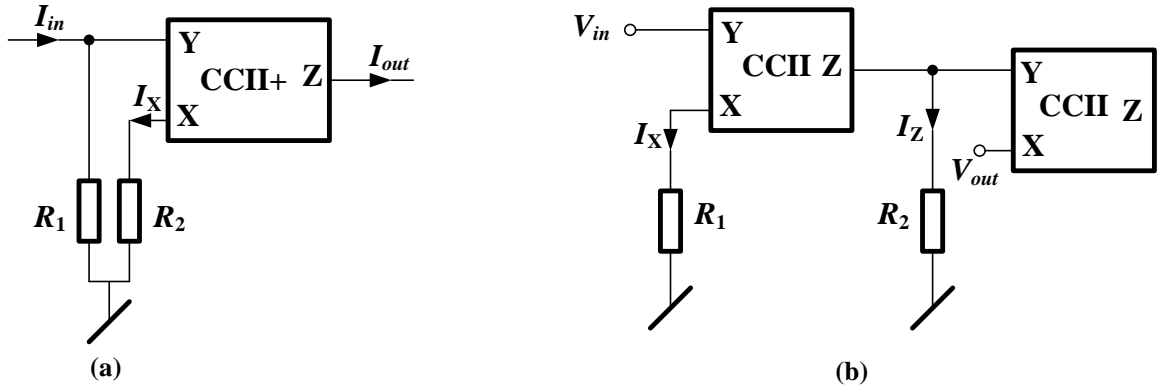 I_in
Y
CCII+
Z
I_out
I_X
X
R_1
R_2
(a)
V_in
Y
CCII Z
X
I_X
R_1
I_Z
R_2
Y
CCII Z
X
V_out
(b)